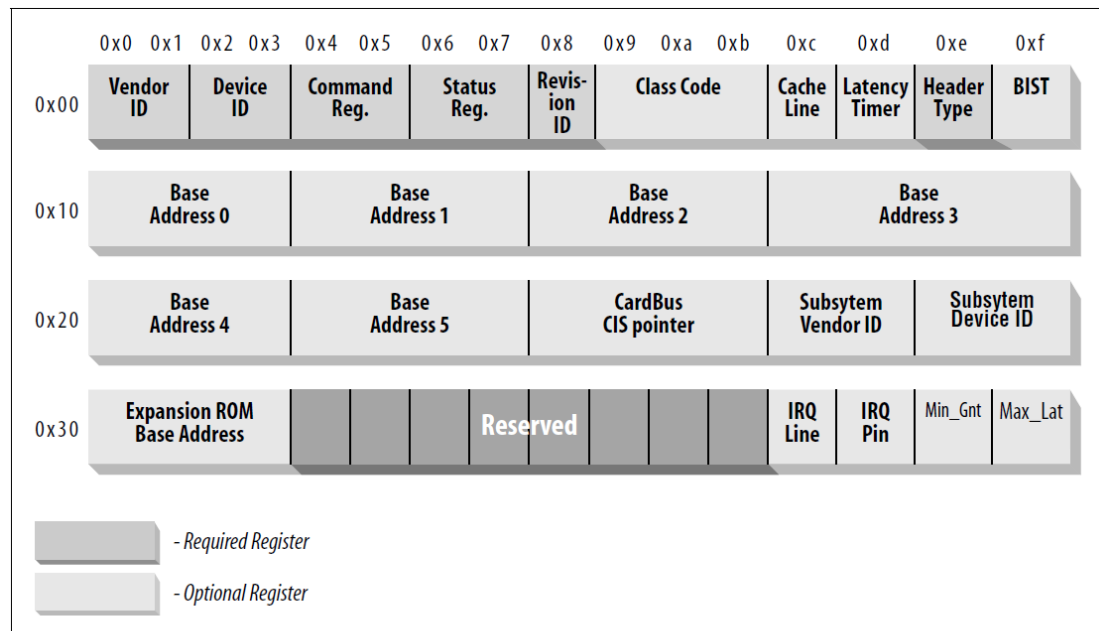 0x0 0x1 0x2 0x3 0x4 0x5 0x6 0x7 0x8 0x9 0xa 0xb 0xc 0xd 0xe 0xf
0x00
Vendor
ID
Device
ID
Command
Reg.
Status
Reg.
Revis-
ion
ID
Class Code
Cache
Line
Latency
Timer
Header
Type
BIST
0x10
Base
Address 0
Base
Address 1
Base
Address 2
Base
Address 3
0x20
Base
Address 4
Base
Address 5
CardBus
CIS pointer
Subsytem
Vendor ID
Subsytem
Device ID
0x30
Expansion ROM
Base Address
Reserved
IRQ
Line
IRQ
Pin
Min_Gnt
Max_Lat
- Required Register
- Optional Register